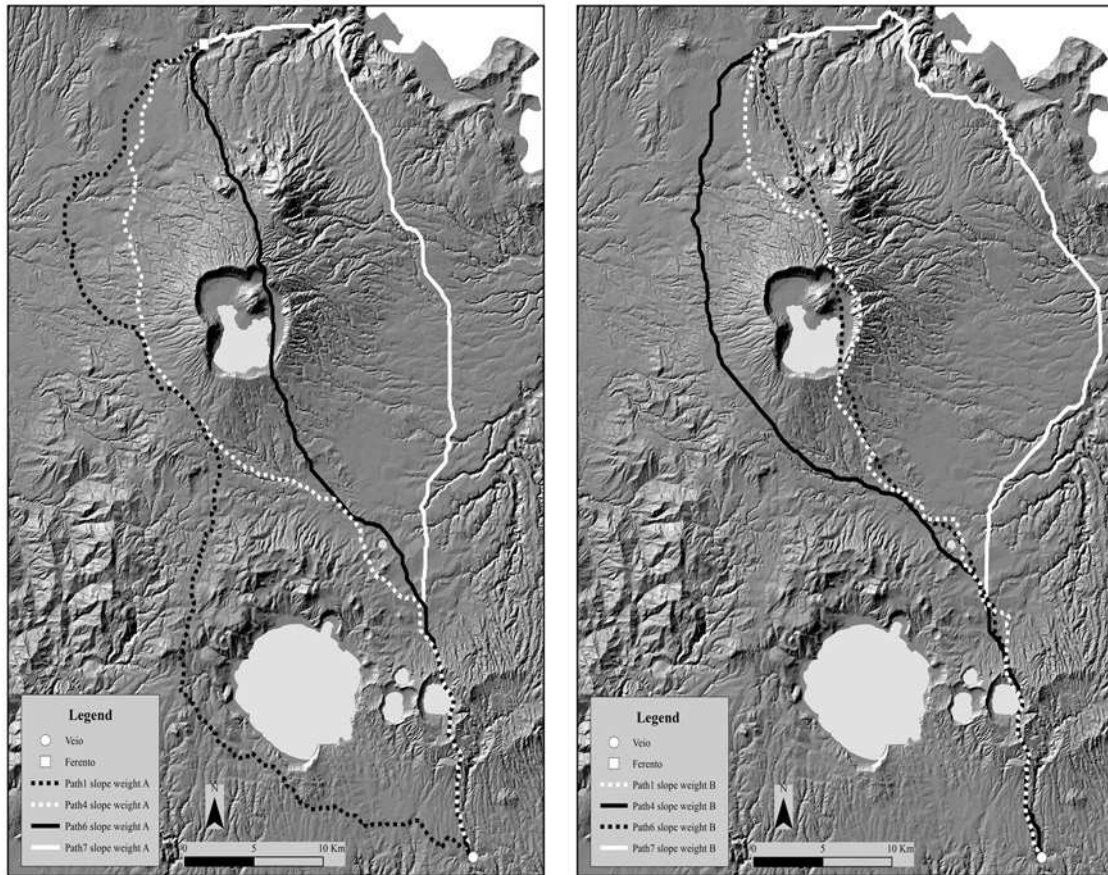 Legend
Veio
Ferento
Path1 slope weight A
Path4 slope weight A
Path6 slope weight A
Path7 slope weight A
N
0 5 10 Km
Legend
Veio
Ferento
Path1 slope weight B
Path4 slope weight B
Path6 slope weight B
Path7 slope weight B
N
0 5 10 Km